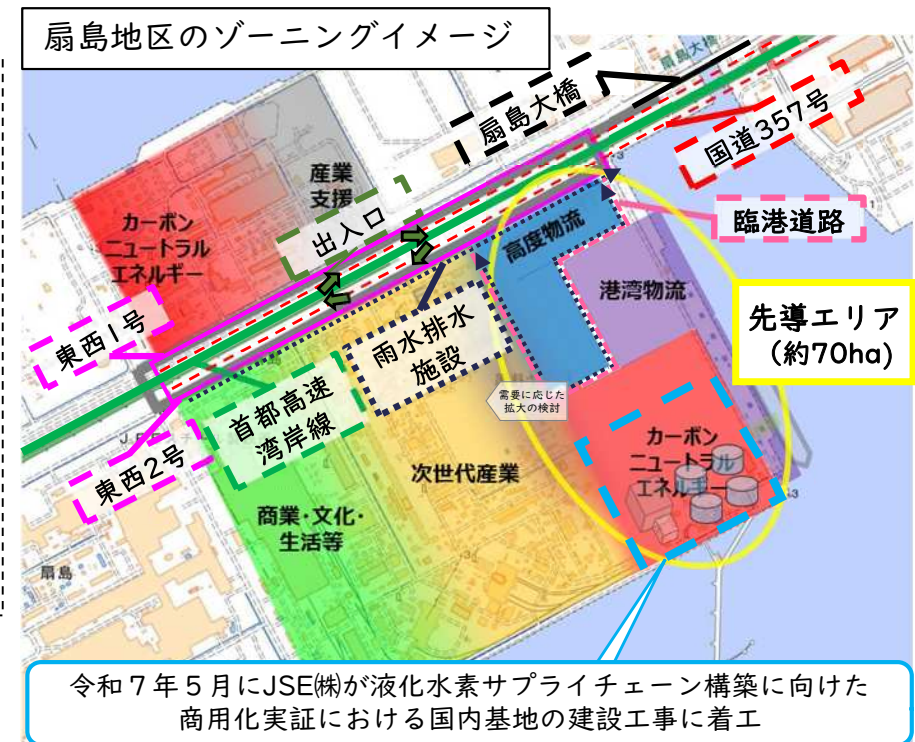 扇島地区のゾーニングイメージ
扇島大橋
扇島大橋
国道357号
産業
支援
出入口
カーボン
ニュートラル
エネルギー
高度物流
臨港道路
港湾物流
東西1号
雨水排水
施設
先導エリア
(約70ha)
首都高速
湾岸線
需要に応じた
拡大の検討
東西2号
カーボン
ニュートラル
エネルギー
次世代産業
商業・文化・
生活等
扇島
令和7年5月にJSE㈱が液化水素サプライチェーン構築に向けた
商用化実証における国内基地の建設工事に着工